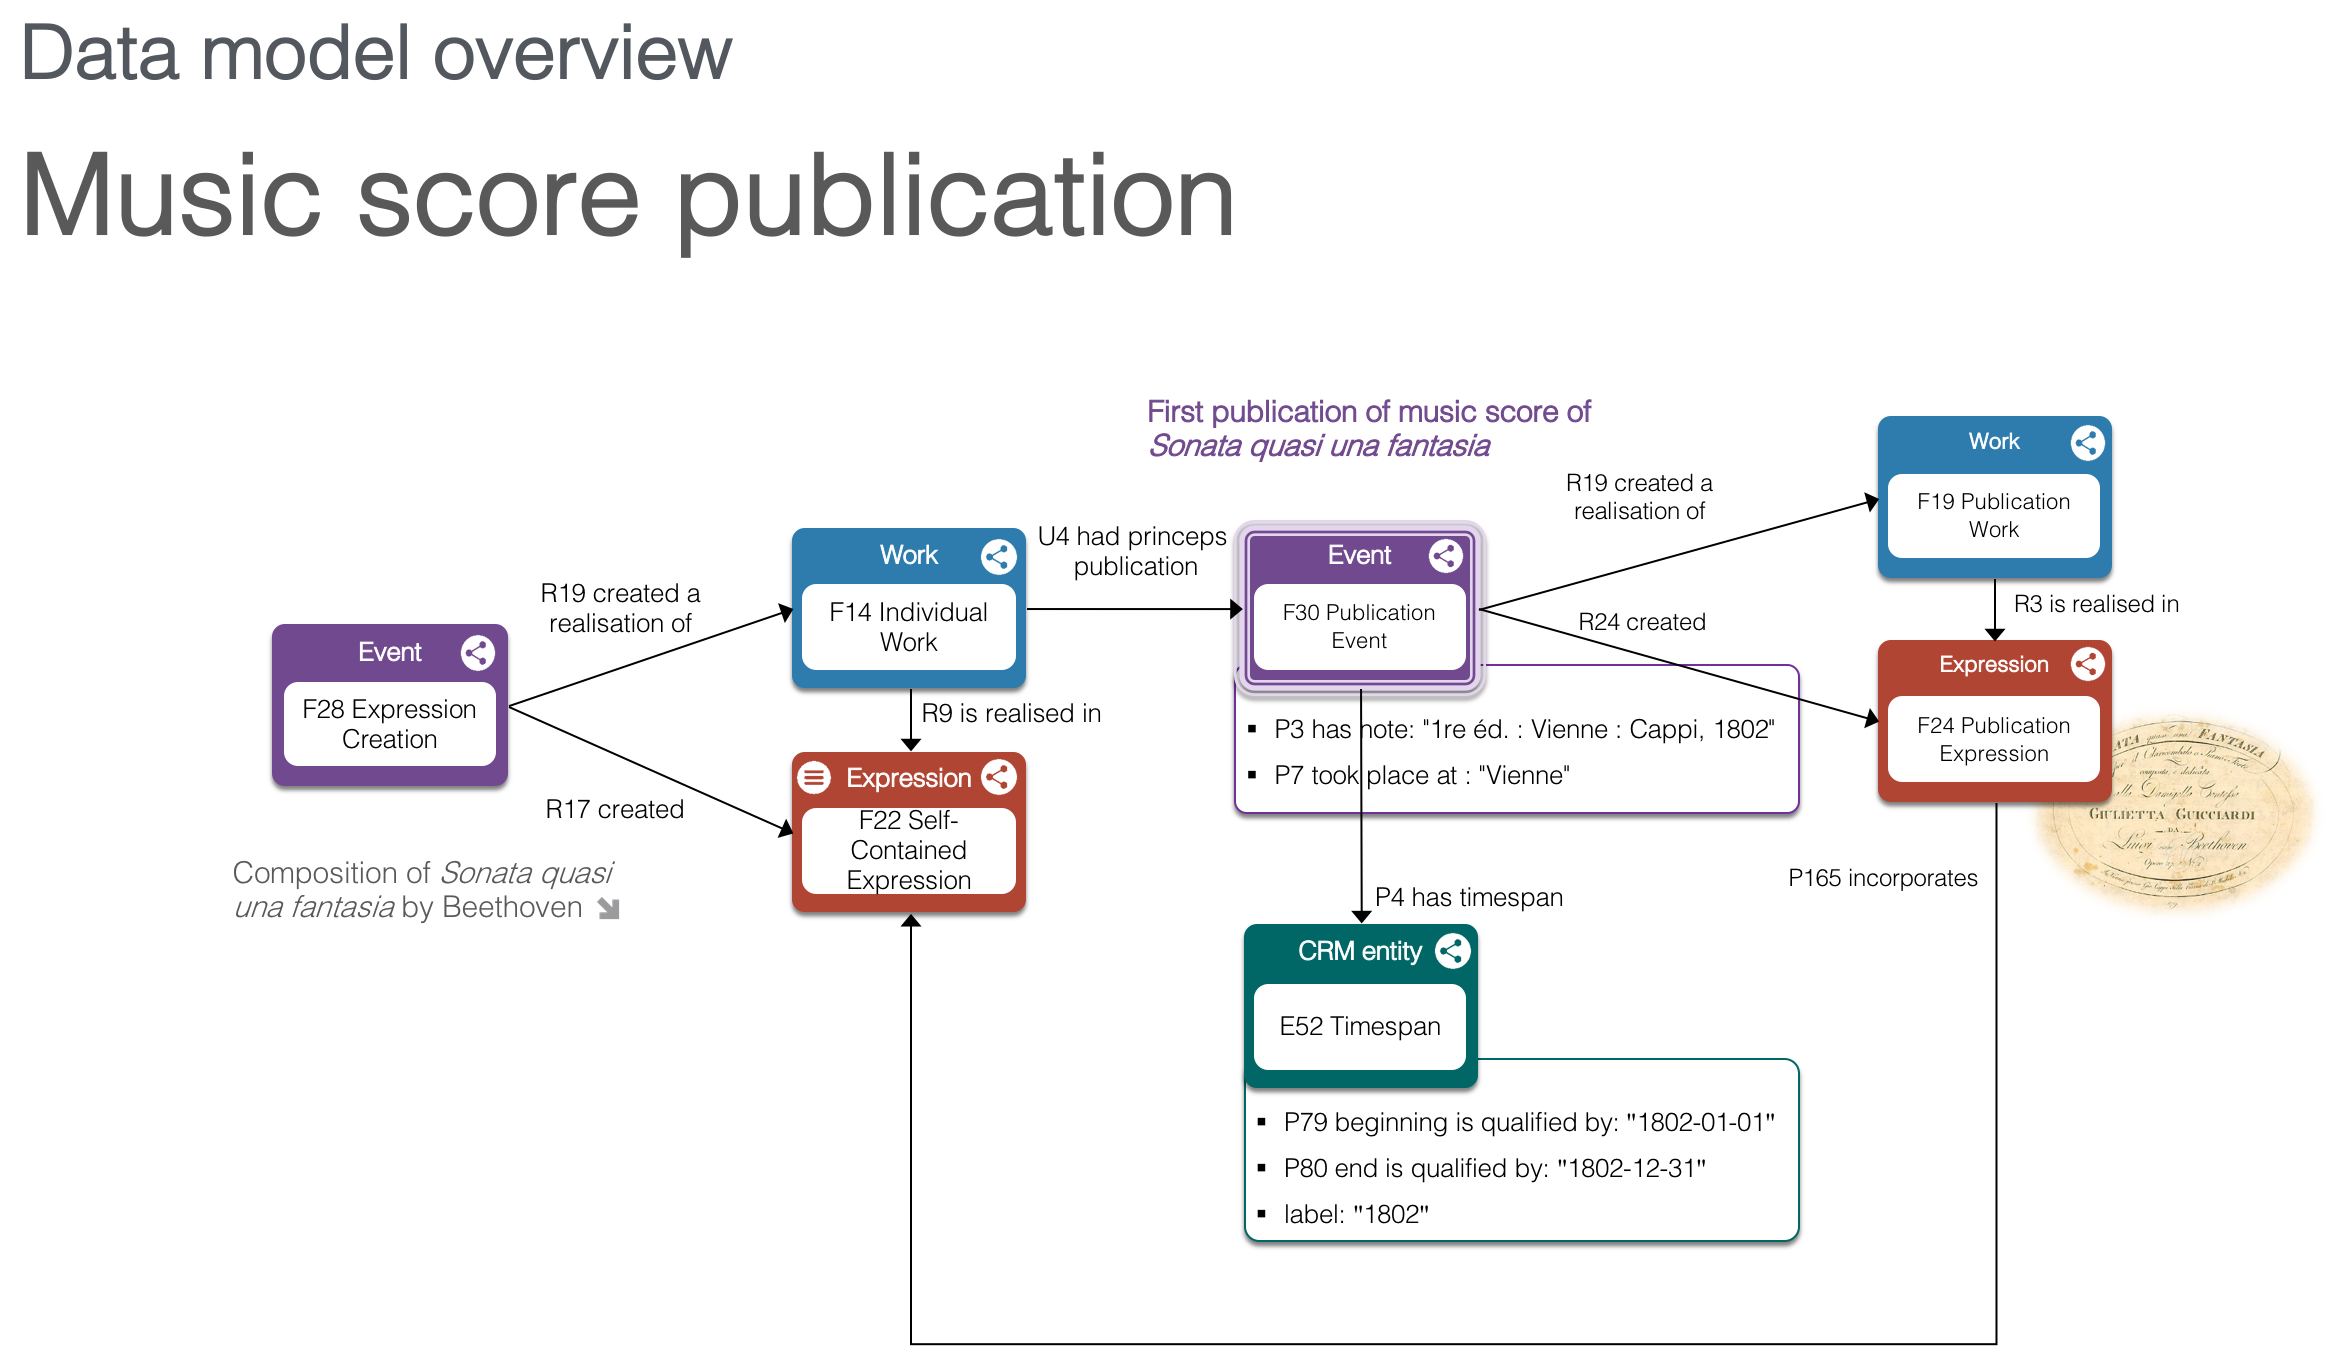 Data model overview
Music score publication
First publication of music score of
Sonata quasi una fantasia
Work
F19 Publication
Work
R19 created a
realisation of
U4 had princeps
publication
Work
F14 Individual
Work
Event
F30 Publication
Event
R19 created a
realisation of
R3 is realised in
R24 created
Event
F28 Expression
Creation
Expression
F24 Publication
Expression
R9 is realised in
▪ P3 has note: "1re éd. : Vienne : Cappi, 1802"
▪ P7 took place at : "Vienne"
Expression
F22 Self-
Contained
Expression
R17 created
Composition of Sonata quasi
una fantasia by Beethoven
P165 incorporates
P4 has timespan
CRM entity
E52 Timespan
▪ P79 beginning is qualified by: "1802-01-01"
▪ P80 end is qualified by: "1802-12-31"
▪ label: "1802"
quasi una FANTASIA
composta e dedicata
GIULIETTA GUICCIARDI
DA
Beethoven